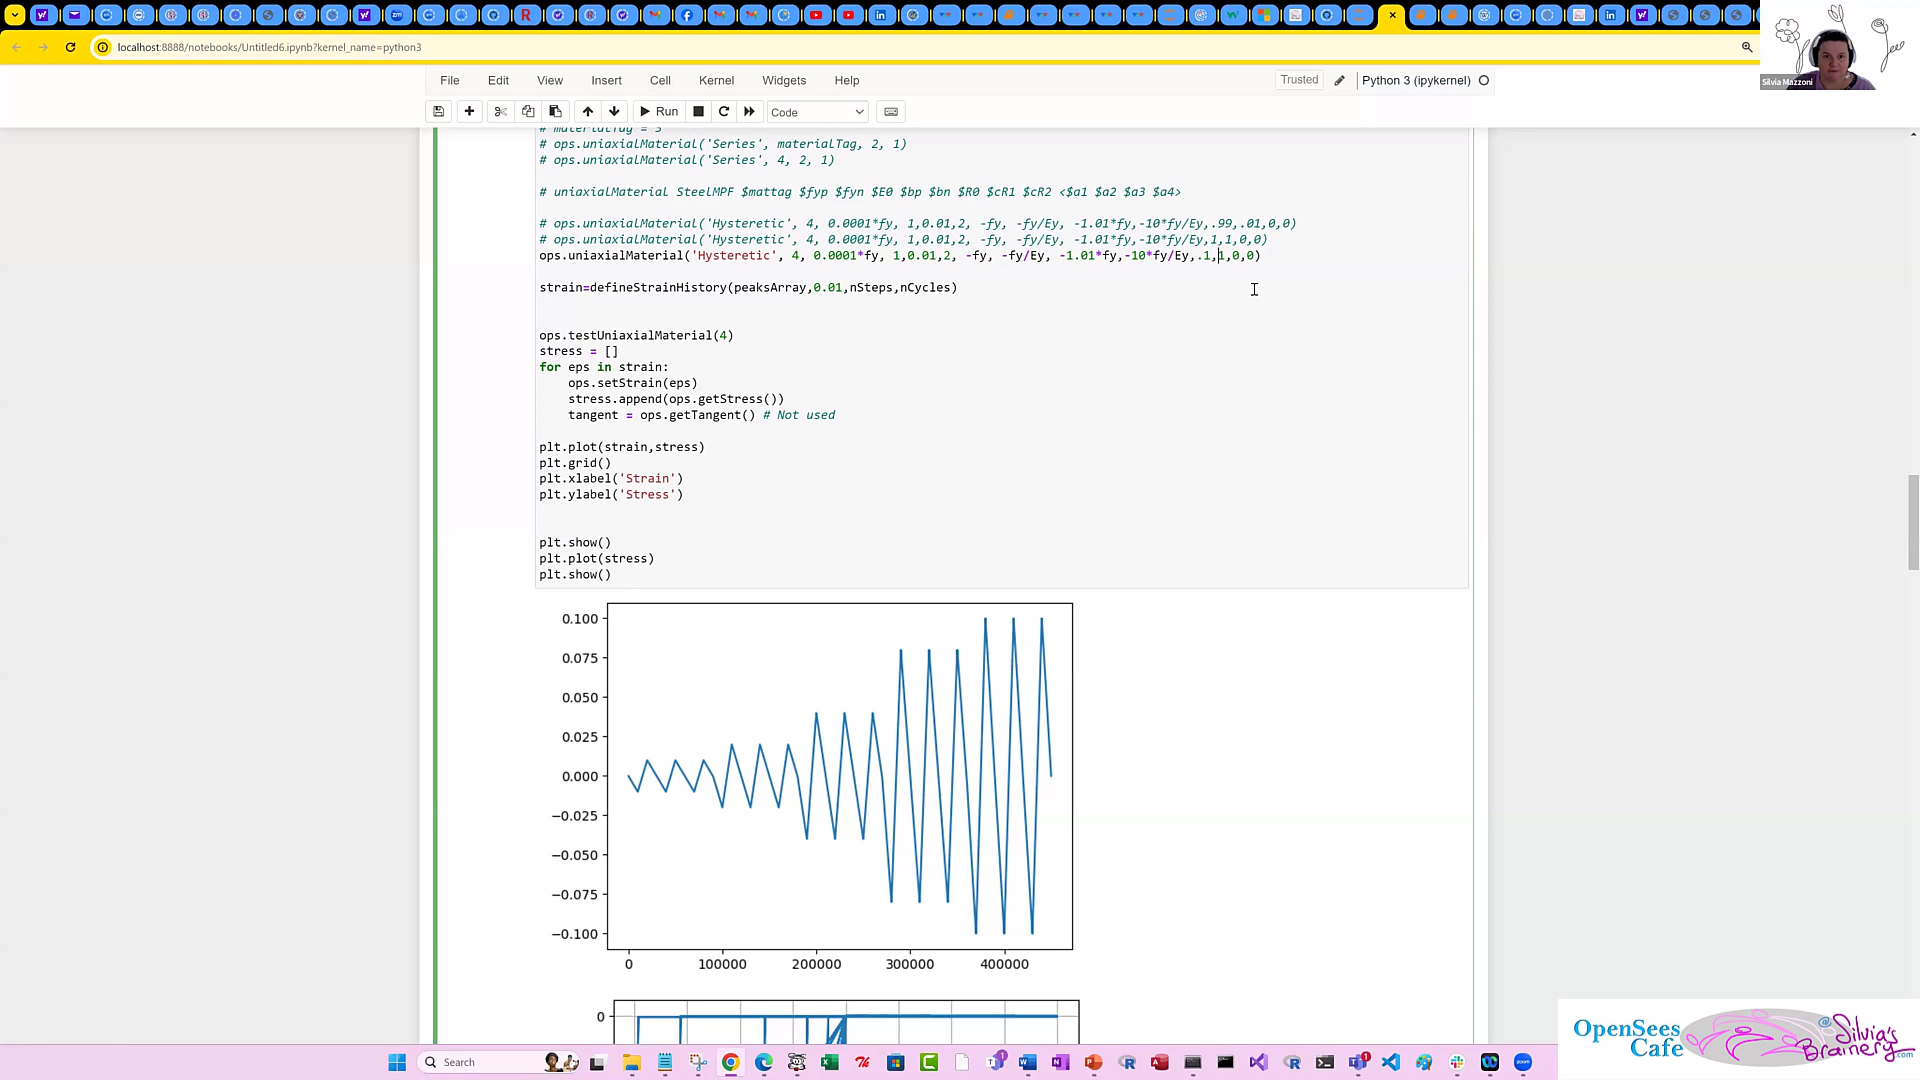 localhost:8888/notebooks/Untitled6.ipynb?kernel_name=python3
Silvia Mazzoni
File Edit View Insert Cell Kernel Widgets Help
Trusted Python 3 (ipykernel)
Run Code
# materialTag = 3
# ops.uniaxialMaterial('Series', materialTag, 2, 1)
# ops.uniaxialMaterial('Series', 4, 2, 1)
# uniaxialMaterial SteelMPF $mattag $fyp $fyn $E0 $bp $bn $R0 $cR1 $cR2 <$a1 $a2 $a3 $a4>
# ops.uniaxialMaterial('Hysteretic', 4, 0.0001*fy, 1,0.01,2, -fy, -fy/Ey, -1.01*fy,-10*fy/Ey,.99,.01,0,0)
# ops.uniaxialMaterial('Hysteretic', 4, 0.0001*fy, 1,0.01,2, -fy, -fy/Ey, -1.01*fy,-10*fy/Ey,1,1,0,0)
ops.uniaxialMaterial('Hysteretic', 4, 0.0001*fy, 1,0.01,2, -fy, -fy/Ey, -1.01*fy,-10*fy/Ey,.1,1,0,0)
strain=defineStrainHistory(peaksArray,0.01,nSteps,nCycles)
ops.testUniaxialMaterial(4)
stress = []
for eps in strain:
ops.setStrain(eps)
stress.append(ops.getStress())
tangent = ops.getTangent() # Not used
plt.plot(strain,stress)
plt.grid()
plt.xlabel('Strain')
plt.ylabel('Stress')
plt.show()
plt.plot(stress)
plt.show()
0.100
0.075
0.050
0.025
0.000
−0.025
−0.050
−0.075
−0.100
0 100000 200000 300000 400000
0
OpenSees
Cafe
@Silvia's
Brainery.com
Search